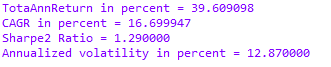 TotaAnnReturn in percent = 39.609098
CAGR in percent = 16.699947
Sharpe2 Ratio = 1.290000
Annualized volatility in percent = 12.870000